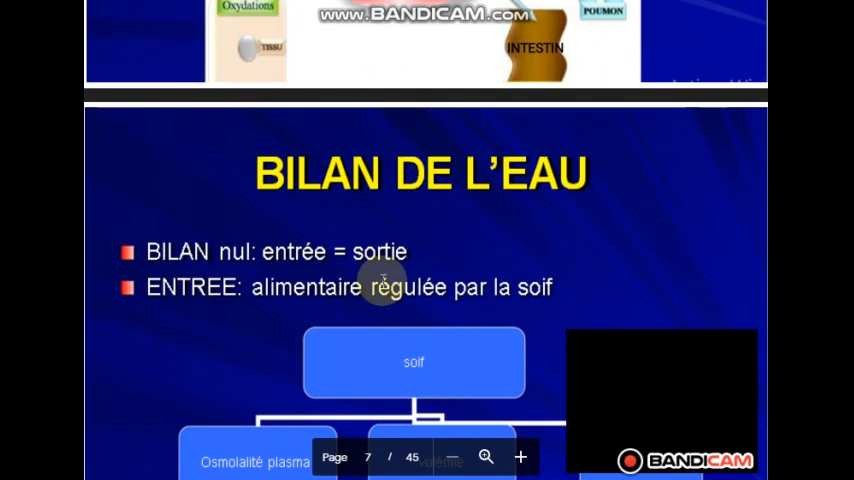 Oxydations
www.BANDICAM.com
POUMON
TISSU
INTESTIN
BILAN DE L'EAU
BILAN nul: entrée = sortie
ENTREE: alimentaire régulée par la soif
soif
Osmolalité plasma
Page 7 / 45
BANDICAM